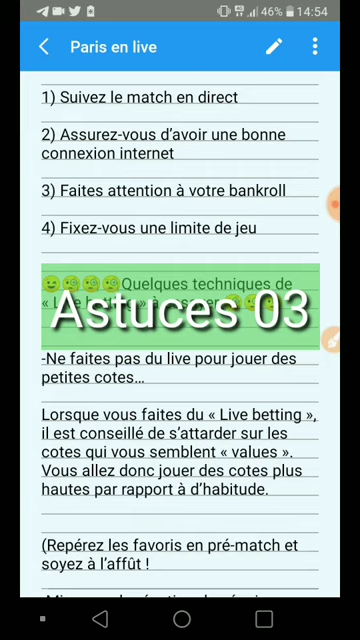 46% 14:54
Paris en live
1) Suivez le match en direct
2) Assurez-vous d'avoir une bonne
connexion internet
3) Faites attention à votre bankroll
4) Fixez-vous une limite de jeu
Quelques techniques de
Astuces 03
-Ne faites pas du live pour jouer des
petites cotes...
Lorsque vous faites du « Live betting »,
il est conseillé de s'attarder sur les
cotes qui vous semblent « values ».
Vous allez donc jouer des cotes plus
hautes par rapport à d'habitude.
(Repérez les favoris en pré-match et
soyez à l'affût !